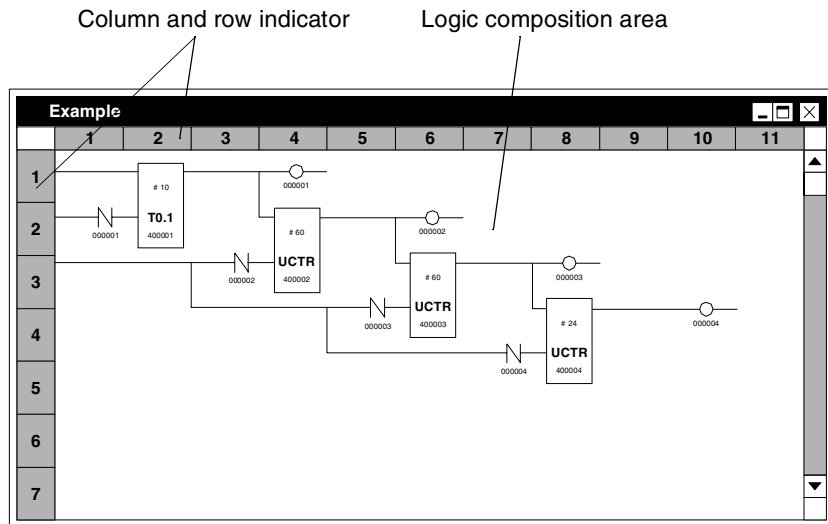 Column and row indicator
Logic composition area
Example
1 2 3 4 5 6 7 8 9 10 11
1
2
3
4
5
6
7
# 10
T0.1
400001
000001
000001
# 60
UCTR
400002
000002
000002
# 60
UCTR
400003
000003
000003
# 24
UCTR
400004
000004
000004